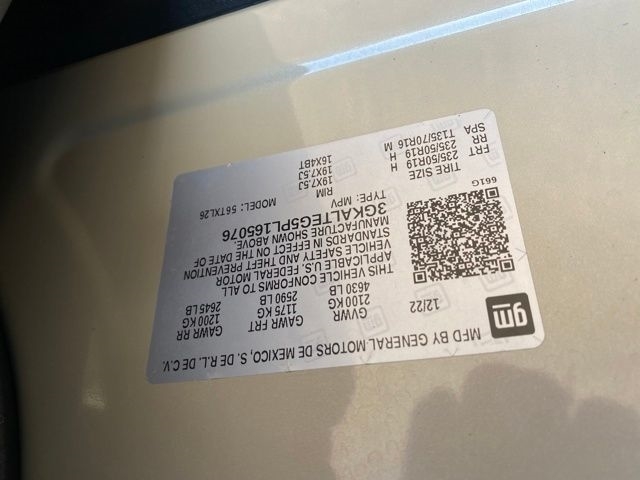 gm
MFD BY GENERAL MOTORS DE MEXICO, S. DE R.L. DE C.V.
12/22 GVWR GAWR FRT GAWR RR
2100 KG 1175 KG 1200 KG
4630 LB 2590 LB 2645 LB
THIS VEHICLE CONFORMS TO ALL
APPLICABLE U.S. FEDERAL MOTOR
VEHICLE SAFETY AND THEFT PREVENTION
STANDARDS IN EFFECT ON THE DATE OF
MANUFACTURE SHOWN ABOVE.
3GKALTEG5PL165076
TYPE: MPV MODEL: 56TXL26
661G
TIRE SIZE RIM
FRT 235/50R19 H 19X7.5J
RR 235/50R19 H 19X7.5J
SPA T135/70R16 M 16X4BT